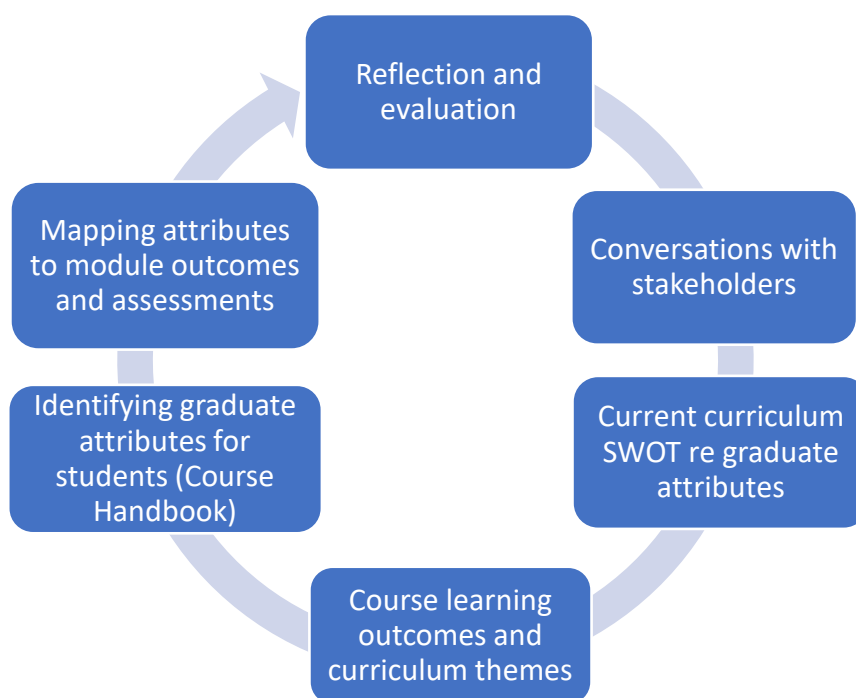 Reflection and
evaluation
Conversations with
stakeholders
Current curriculum
SWOT re graduate
attributes
Course learning
outcomes and
curriculum themes
Identifying graduate
attributes for
students (Course
Handbook)
Mapping attributes
to module outcomes
and assessments